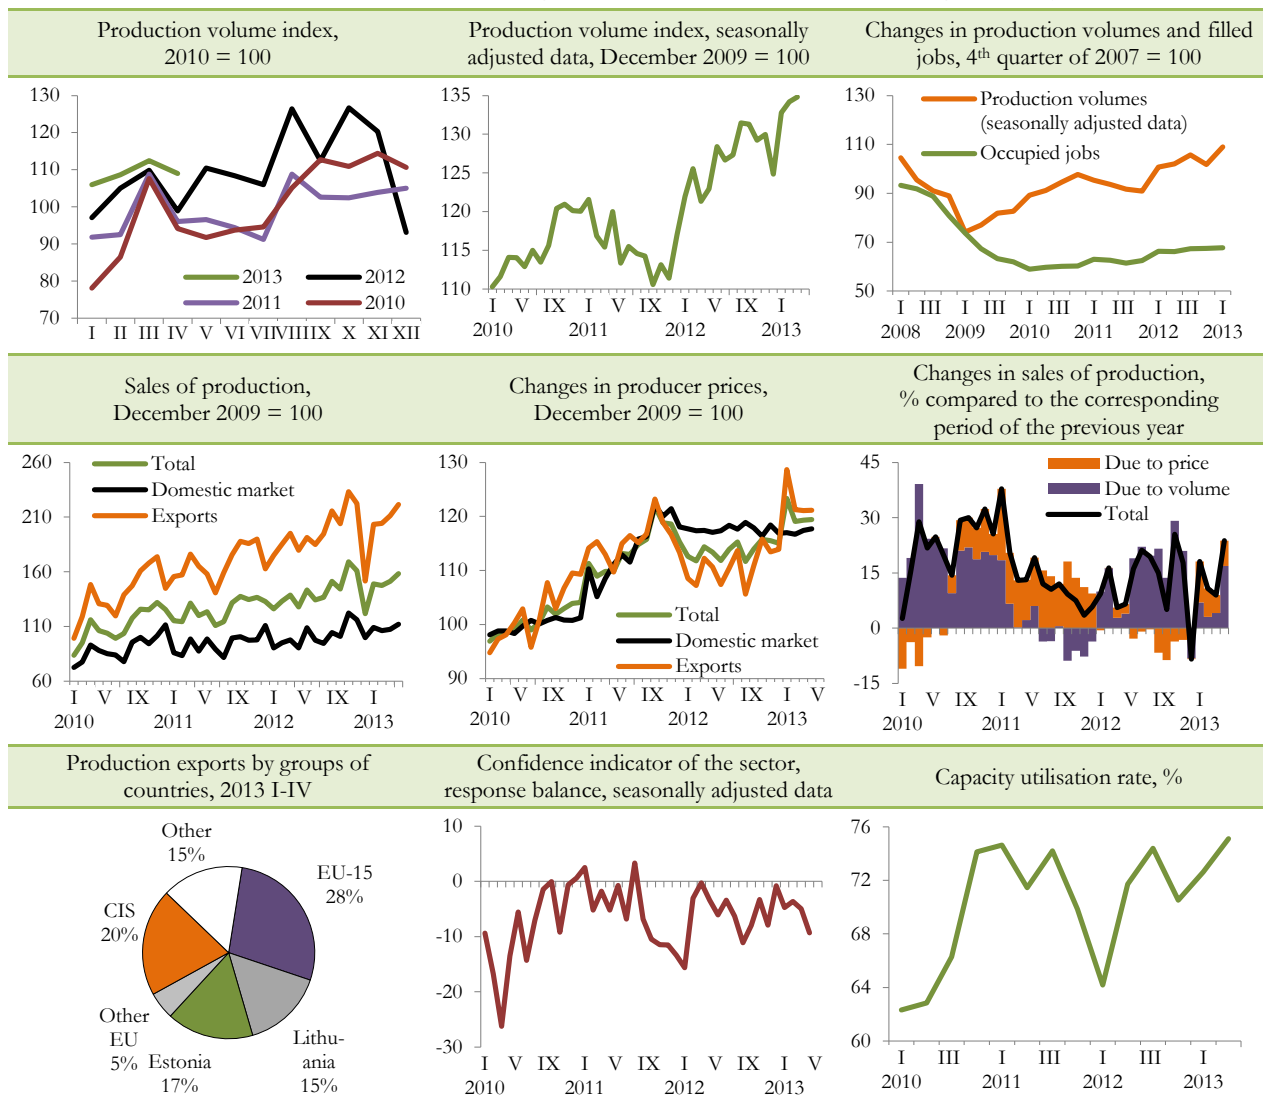 Production volume index,
2010 = 100
Production volume index, seasonally
adjusted data, December 2009 = 100
Changes in production volumes and filled
jobs, 4th quarter of 2007 = 100
130
120
110
100
90
80
70
2013
2012
2011
2010
I II III IV V VI VII VIII IX X XI XII
135
130
125
120
115
110
I V IX I V IX I V IX I
2010 2011 2012 2013
130
110
90
70
50
Production volumes
(seasonally adjusted data)
Occupied jobs
I III I III I III I III I III I
2008 2009 2010 2011 2012 2013
Sales of production,
December 2009 = 100
Changes in producer prices,
December 2009 = 100
Changes in sales of production,
% compared to the corresponding
period of the previous year
260
210
160
110
60
Total
Domestic market
Exports
I V IX I V IX I V IX I
2010 2011 2012 2013
130
120
110
100
90
Total
Domestic market
Exports
I V IX I V IX I V IX I V
2010 2011 2012 2013
45
30
15
0
-15
Due to price
Due to volume
Total
I V IX I V IX I V IX I
2010 2011 2012 2013
Production exports by groups of
countries, 2013 I-IV
Confidence indicator of the sector,
response balance, seasonally adjusted data
Capacity utilisation rate, %
Other
15%
EU-15
28%
CIS
20%
Other
EU
5%
Estonia
17%
Lithu-
ania
15%
10
0
-10
-20
-30
I V IX I V IX I V IX I V
2010 2011 2012 2013
76
72
68
64
60
I III I III I III I
2010 2011 2012 2013